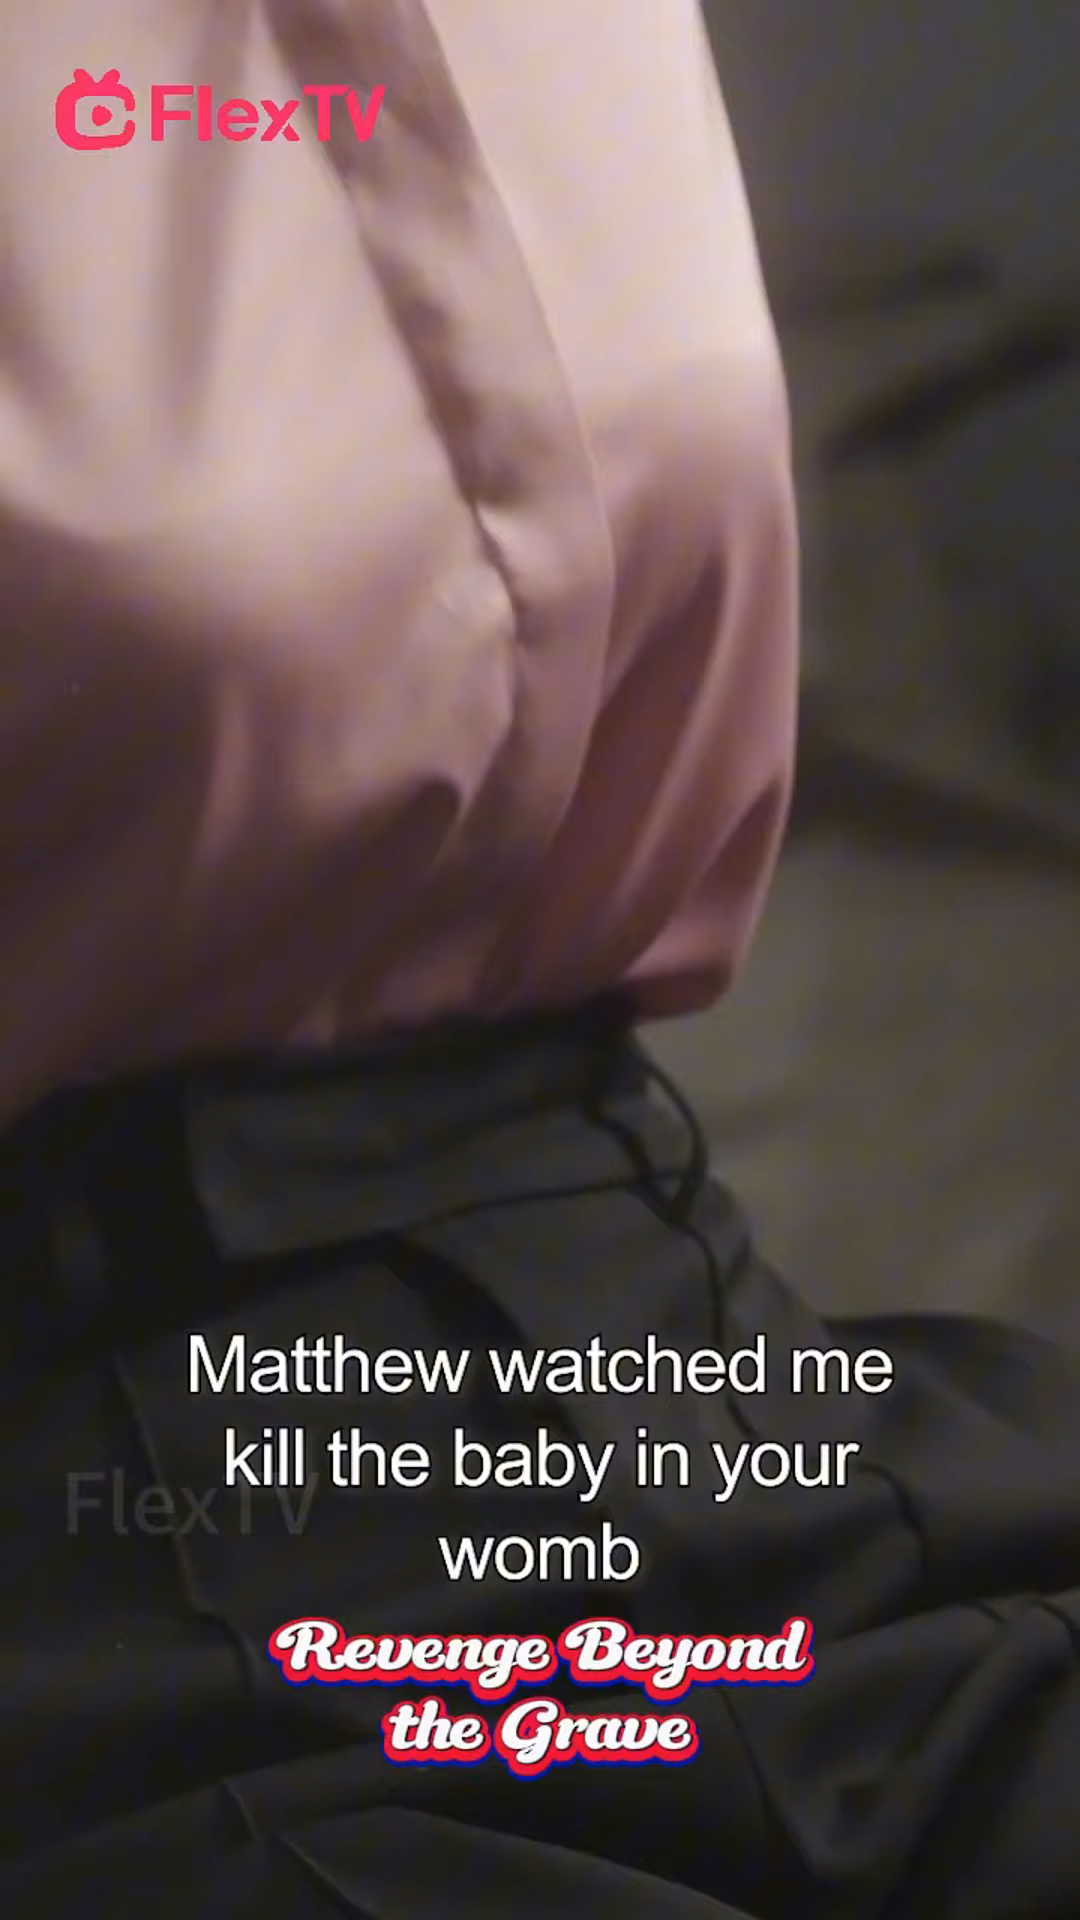 FlexTV
Matthew watched me
kill the baby in your
FlexTV
womb
Revenge Beyond
the Grave